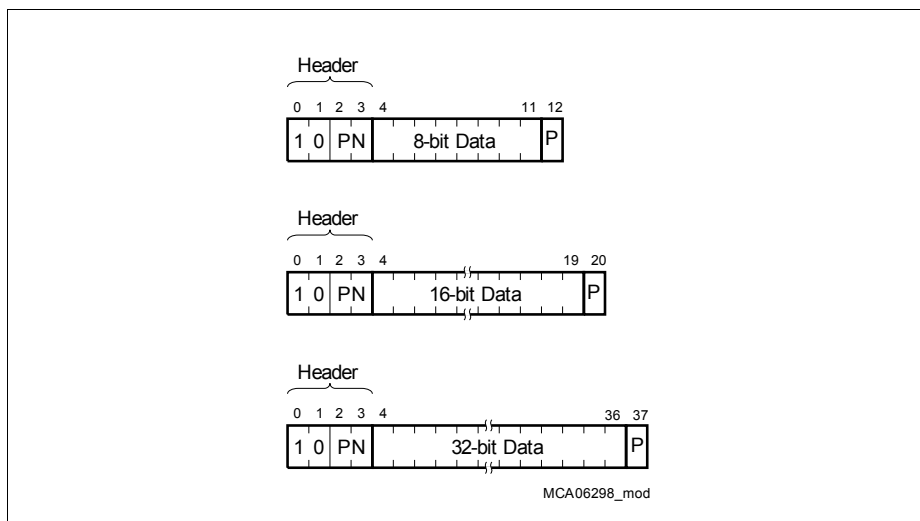 Header
0 1 2 3 4 11 12
1 0 PN 8-bit Data P
Header
0 1 2 3 4 19 20
1 0 PN 16-bit Data P
Header
0 1 2 3 4 36 37
1 0 PN 32-bit Data P
MCA06298_mod